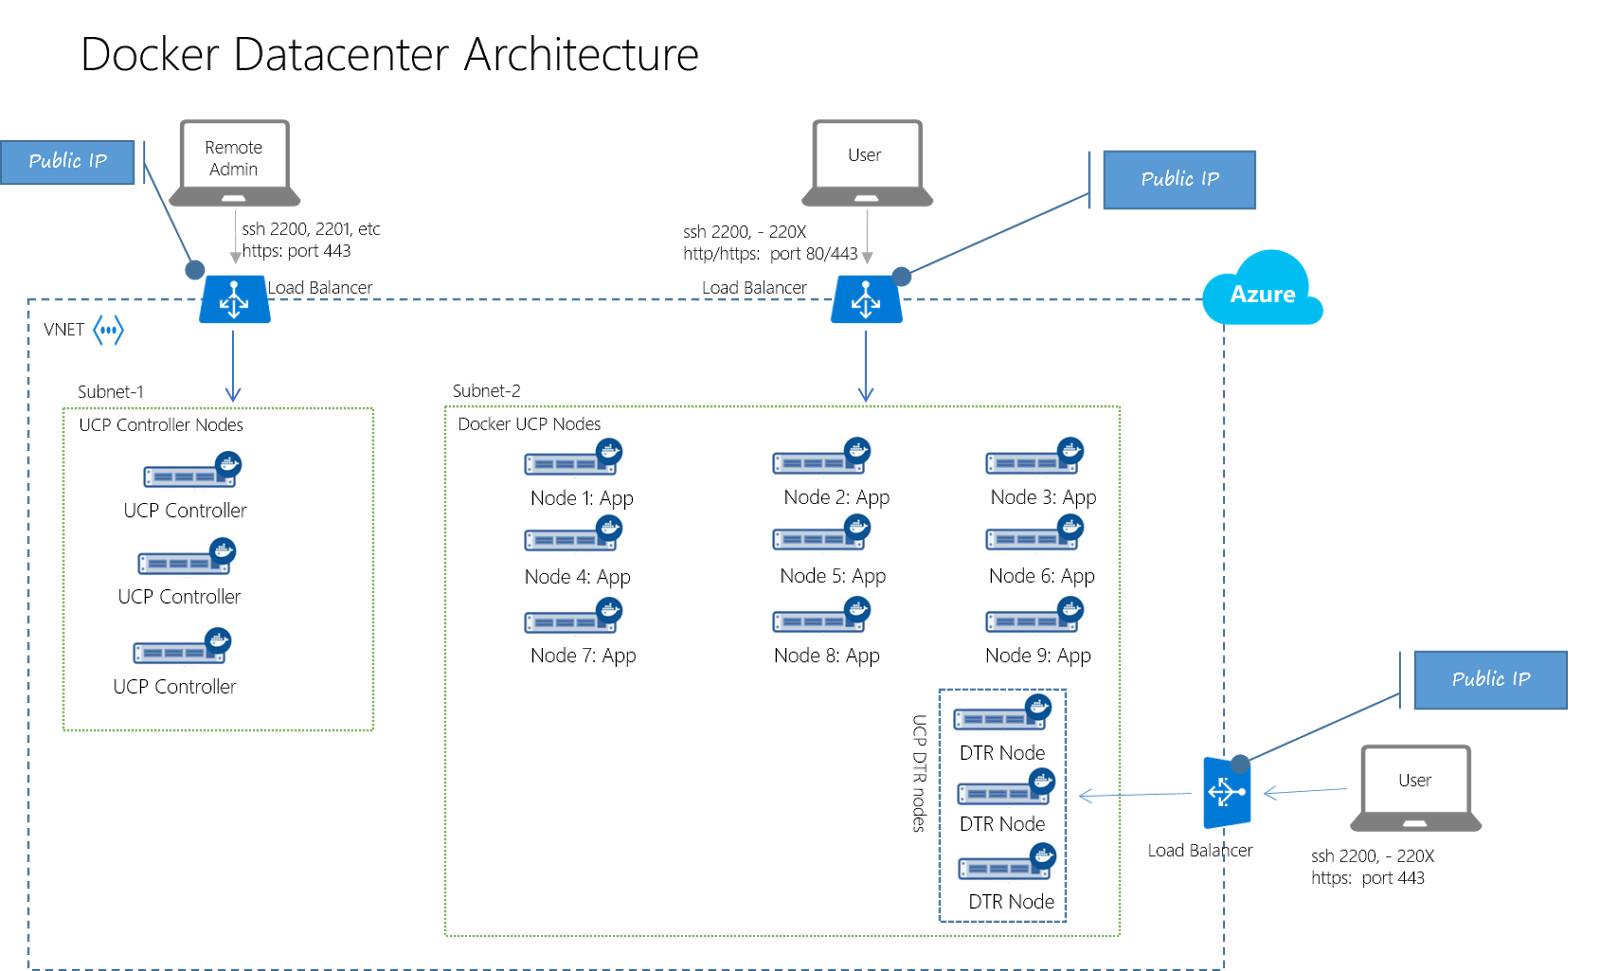 Docker Datacenter Architecture
Public IP
Remote
Admin
User
Public IP
ssh 2200, 2201, etc
https: port 443
ssh 2200, - 220X
http/https:  port 80/443
Load Balancer
Load Balancer
Azure
VNET
Subnet-1
UCP Controller Nodes
UCP Controller
UCP Controller
UCP Controller
Subnet-2
Docker UCP Nodes
Node 1: App
Node 2: App
Node 3: App
Node 4: App
Node 5: App
Node 6: App
Node 7: App
Node 8: App
Node 9: App
UCP DTR nodes
DTR Node
DTR Node
DTR Node
Public IP
User
Load Balancer
ssh 2200, - 220X
https:  port 443